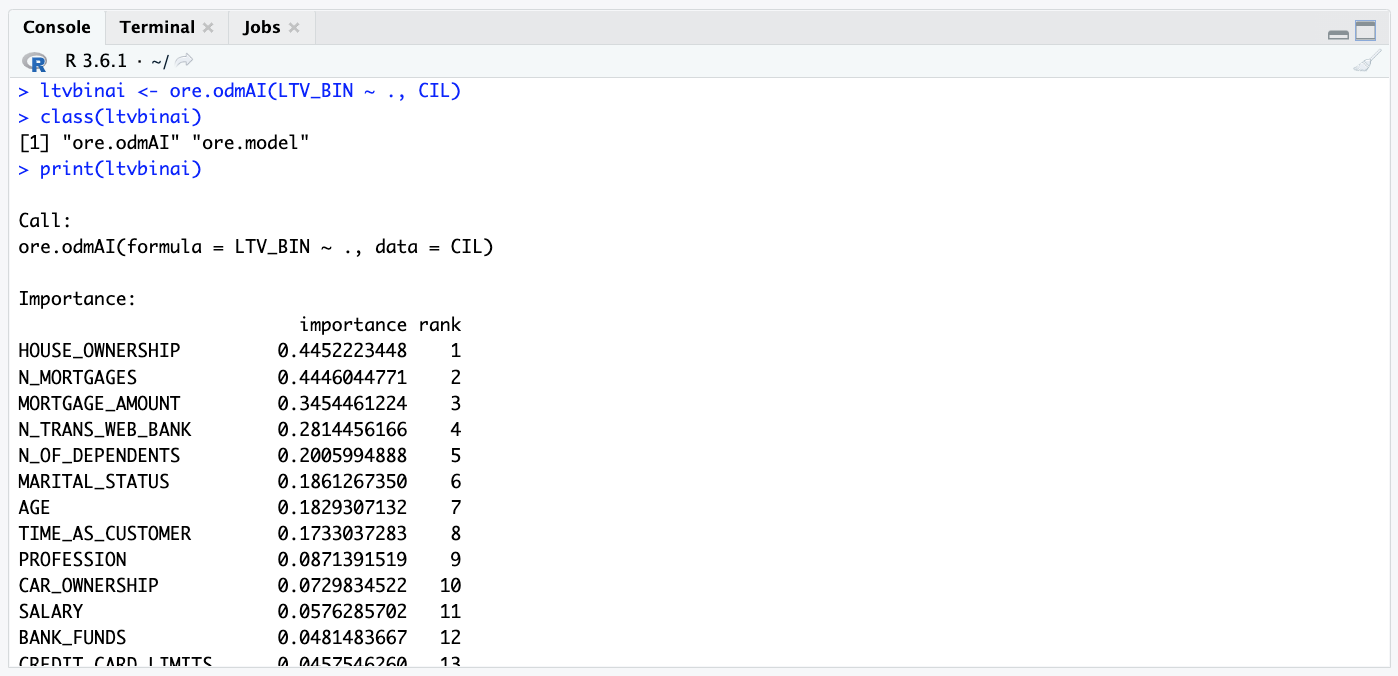 Console Terminal Jobs
R 3.6.1 · ~/
> ltvbinai <- ore.odmAI(LTV_BIN ~ ., CIL)
> class(ltvbinai)
[1] "ore.odmAI" "ore.model"
> print(ltvbinai)
Call:
ore.odmAI(formula = LTV_BIN ~ ., data = CIL)
Importance:
importance rank
HOUSE_OWNERSHIP 0.4452223448 1
N_MORTGAGES 0.4446044771 2
MORTGAGE_AMOUNT 0.3454461224 3
N_TRANS_WEB_BANK 0.2814456166 4
N_OF_DEPENDENTS 0.2005994888 5
MARITAL_STATUS 0.1861267350 6
AGE 0.1829307132 7
TIME_AS_CUSTOMER 0.1733037283 8
PROFESSION 0.0871391519 9
CAR_OWNERSHIP 0.0729834522 10
SALARY 0.0576285702 11
BANK_FUNDS 0.0481483667 12
CREDIT_CARD_LIMITS 0.0457546260 13